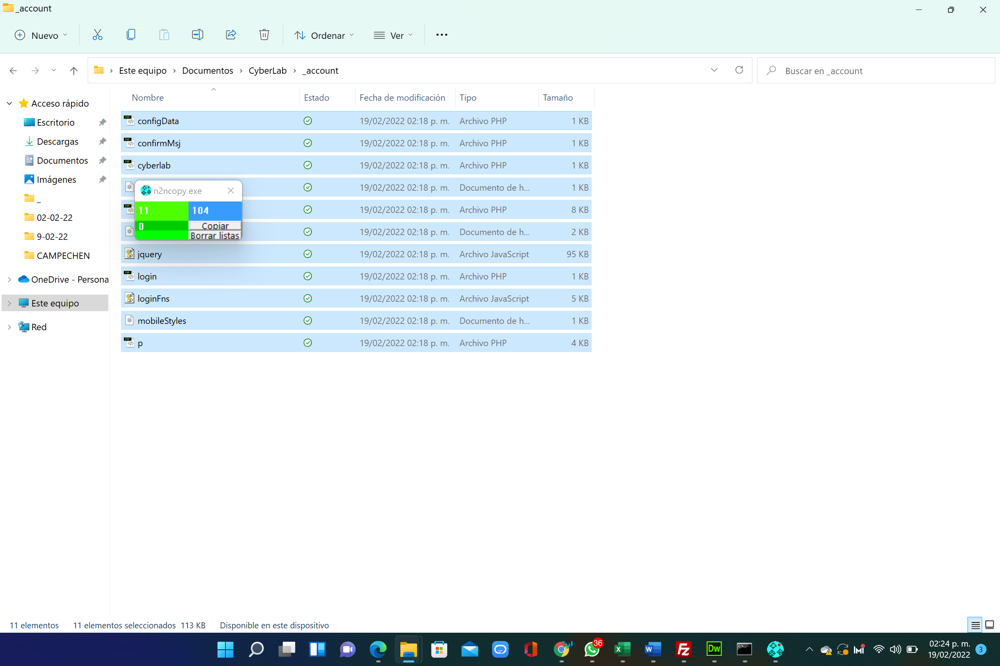 _account
Nuevo
Ordenar
Ver
Este equipo > Documentos > CyberLab > _account
Buscar en _account
Nombre Estado Fecha de modificación Tipo Tamaño
Acceso rápido
Escritorio
Descargas
Documentos
Imágenes
_
02-02-22
9-02-22
CAMPECHEN
OneDrive - Persona
Este equipo
Red
configData 19/02/2022 02:18 p. m. Archivo PHP 1 KB
confirmMsj 19/02/2022 02:18 p. m. Archivo PHP 1 KB
cyberlab 19/02/2022 02:18 p. m. Archivo PHP 1 KB
19/02/2022 02:18 p. m. Documento de h... 1 KB
19/02/2022 02:18 p. m. Archivo PHP 8 KB
19/02/2022 02:18 p. m. Documento de h... 2 KB
jquery 19/02/2022 02:18 p. m. Archivo JavaScript 95 KB
login 19/02/2022 02:18 p. m. Archivo PHP 1 KB
loginFns 19/02/2022 02:18 p. m. Archivo JavaScript 5 KB
mobileStyles 19/02/2022 02:18 p. m. Documento de h... 1 KB
p 19/02/2022 02:18 p. m. Archivo PHP 4 KB
n2ncopy.exe
11 104
0 Copiar
Borrar listas
11 elementos 11 elementos seleccionados 113 KB Disponible en este dispositivo
36
Dw
02:24 p. m.
19/02/2022
3